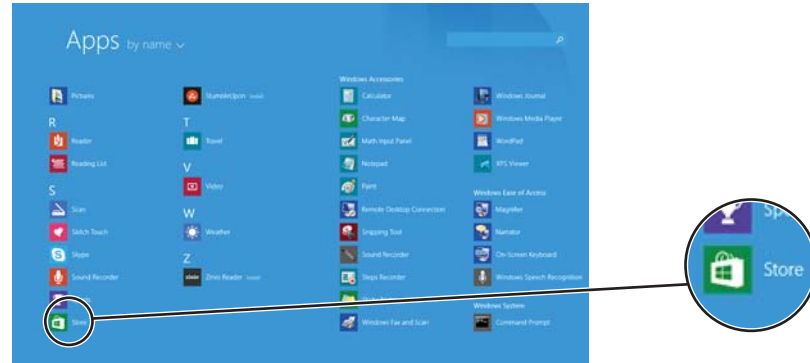 Apps by name
Pictures
R
Reader
Reading List
S
Scan
Sketch Touch
Skype
Sound Recorder
Store
StumbleUpon Install
T
Travel
V
Video
W
Weather
Z
Zinio Reader Install
Windows Accessories
Calculator
Character Map
Math Input Panel
Notepad
Paint
Remote Desktop Connection
Snipping Tool
Sound Recorder
Steps Recorder
Windows Fax and Scan
Windows Journal
Windows Media Player
WordPad
XPS Viewer
Windows Ease of Access
Magnifier
Narrator
On-Screen Keyboard
Windows Speech Recognition
Windows System
Command Prompt
Store